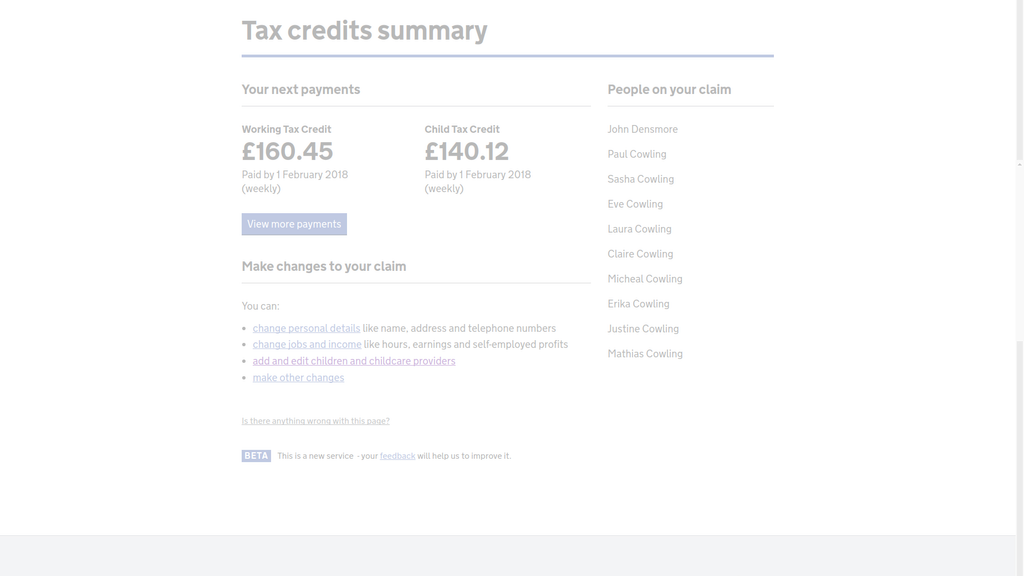 Tax credits summary
Your next payments
Working Tax Credit
£160.45
Paid by 1 February 2018
(weekly)
Child Tax Credit
£140.12
Paid by 1 February 2018
(weekly)
View more payments
Make changes to your claim
You can:
• change personal details like name, address and telephone numbers
• change jobs and income like hours, earnings and self-employed profits
• add and edit children and childcare providers
• make other changes
Is there anything wrong with this page?
BETA This is a new service - your feedback will help us to improve it.
People on your claim
John Densmore
Paul Cowling
Sasha Cowling
Eve Cowling
Laura Cowling
Claire Cowling
Micheal Cowling
Erika Cowling
Justine Cowling
Mathias Cowling